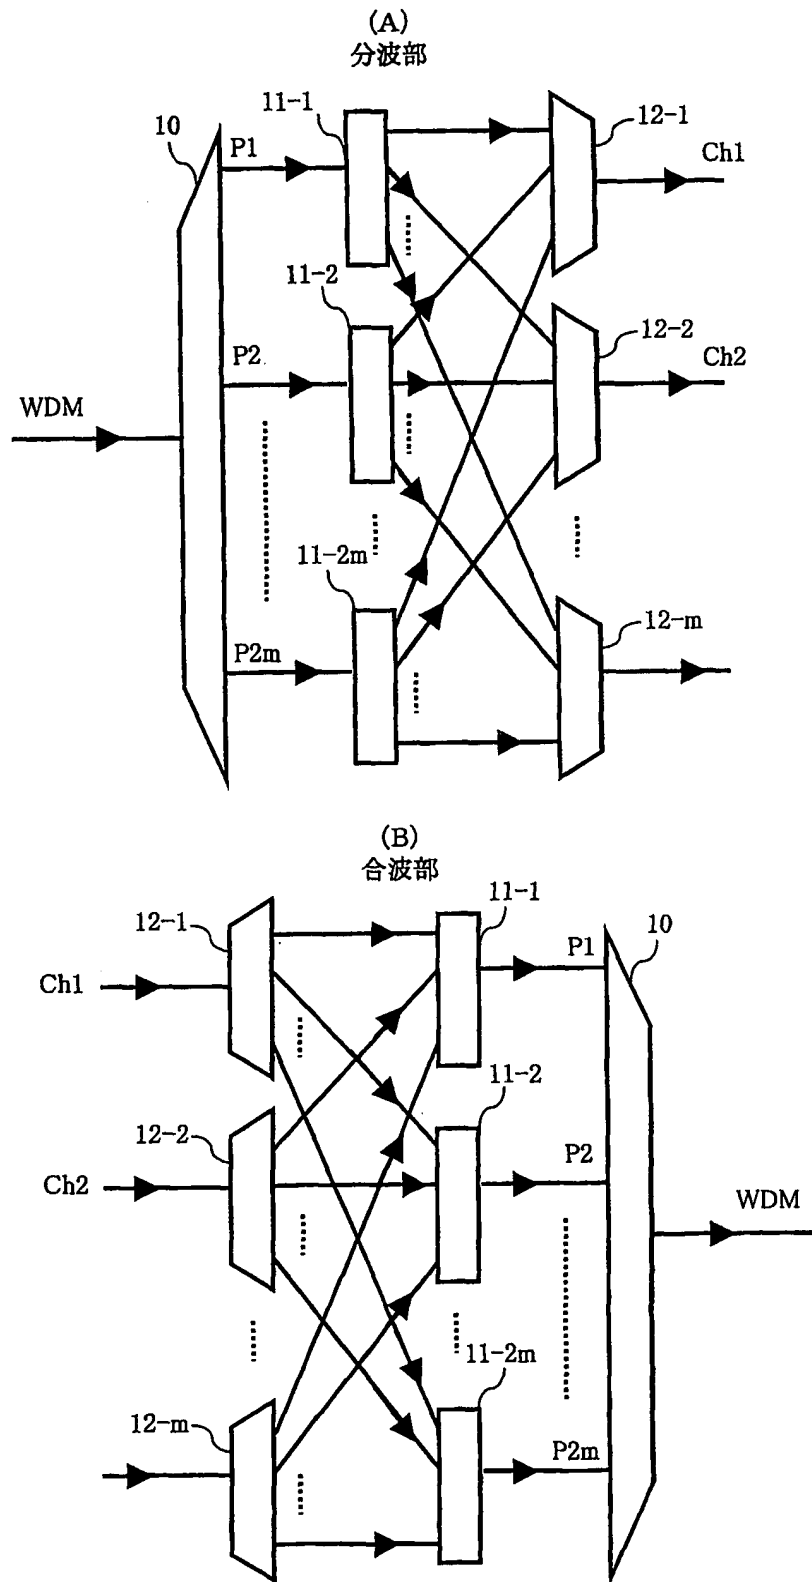 (A)
分波部
10
P1
11-1
12-1
Ch1
11-2
12-2
P2
Ch2
WDM
11-2m
12-m
P2m
(B)
合波部
12-1
11-1
10
P1
Ch1
11-2
12-2
P2
Ch2
WDM
11-2m
12-m
P2m